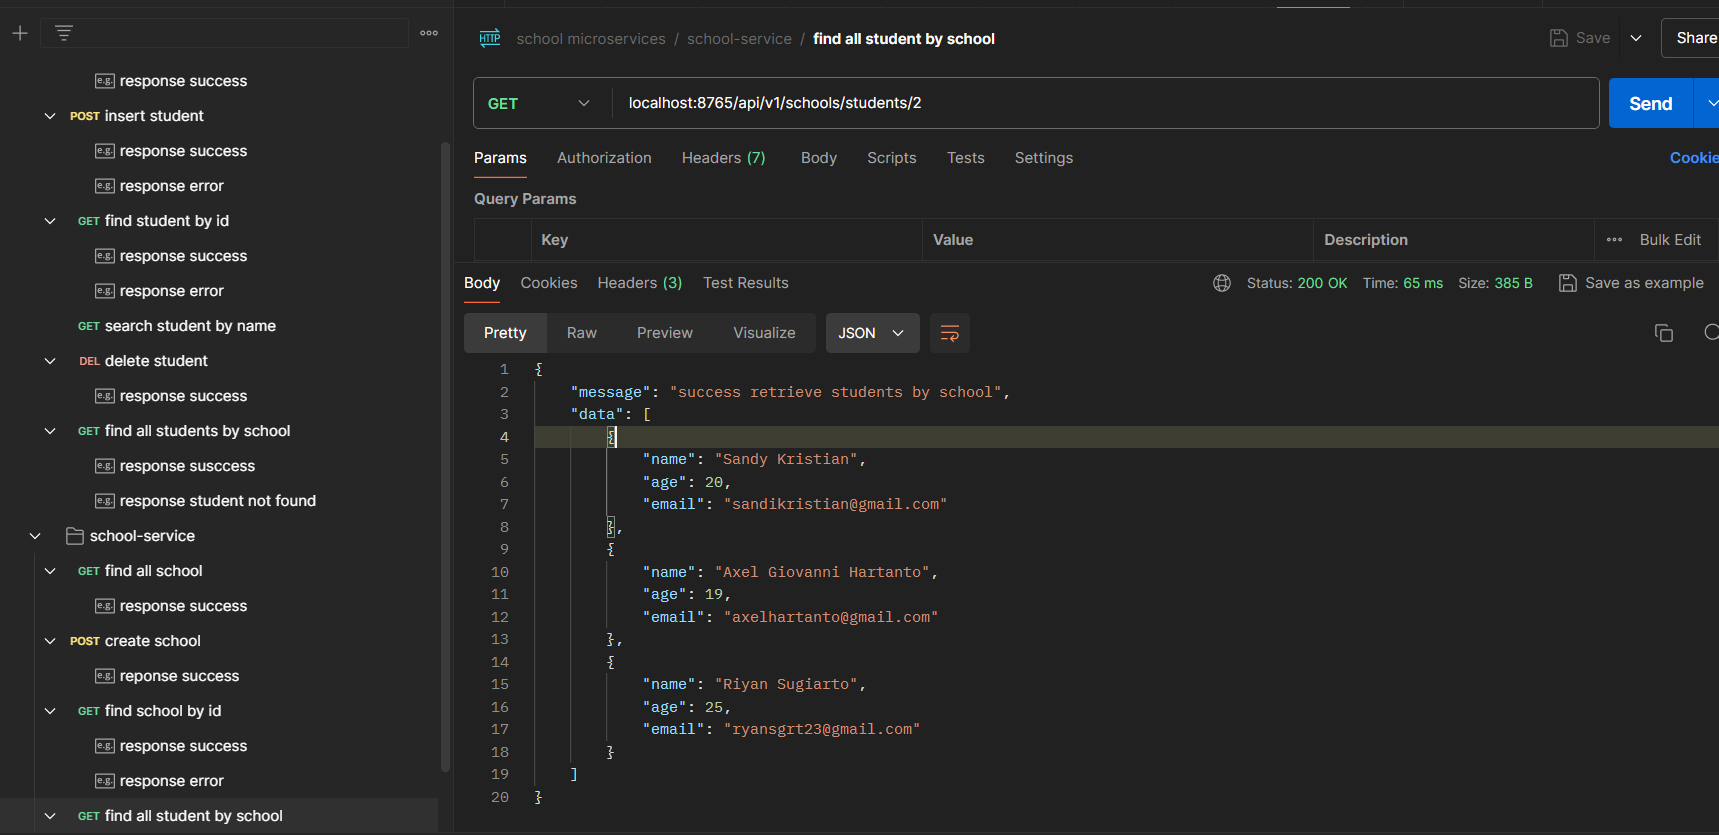 e.g. response success
POST insert student
e.g. response success
e.g. response error
GET find student by id
e.g. response success
e.g. response error
GET search student by name
DEL delete student
e.g. response success
GET find all students by school
e.g. response susccess
e.g. response student not found
school-service
GET find all school
e.g. response success
POST create school
e.g. reponse success
GET find school by id
e.g. response success
e.g. response error
GET find all student by school
HTTP school microservices / school-service / find all student by school
Save
Share
GET localhost:8765/api/v1/schools/students/2
Send
Params Authorization Headers (7) Body Scripts Tests Settings
Cookie
Query Params
Key Value Description ••• Bulk Edit
Body Cookies Headers (3) Test Results
Status: 200 OK Time: 65 ms Size: 385 B Save as example
Pretty Raw Preview Visualize JSON
1 {
2 "message": "success retrieve students by school",
3 "data": [
4 {
5 "name": "Sandy Kristian",
6 "age": 20,
7 "email": "sandikristian@gmail.com"
8 },
9 {
10 "name": "Axel Giovanni Hartanto",
11 "age": 19,
12 "email": "axelhartanto@gmail.com"
13 },
14 {
15 "name": "Riyan Sugiarto",
16 "age": 25,
17 "email": "ryansgrt23@gmail.com"
18 }
19 ]
20 }